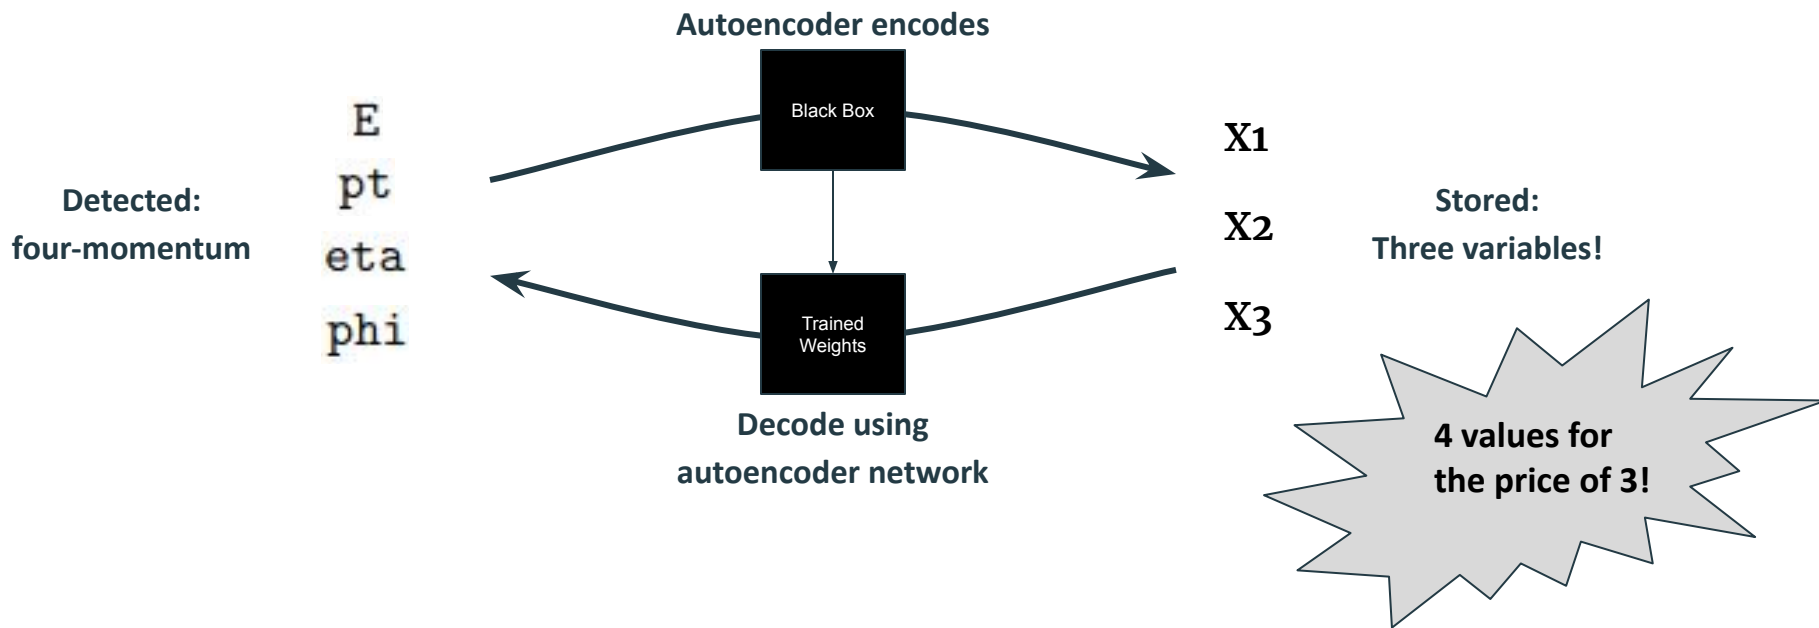 Autoencoder encodes
Black Box
E
pt
eta
phi
Detected:
four-momentum
X1
X2
X3
Stored:
Three variables!
Trained
Weights
Decode using
autoencoder network
4 values for
the price of 3!